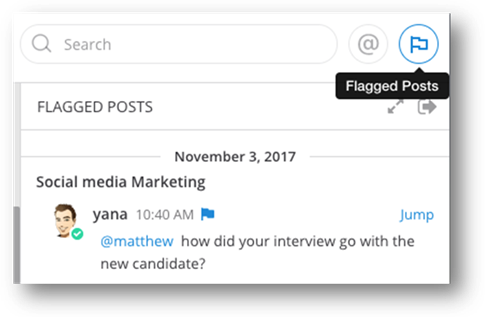 Search
@
Flagged Posts
FLAGGED POSTS
November 3, 2017
Social media Marketing
yana 10:40 AM Jump
@matthew how did your interview go with the
new candidate?